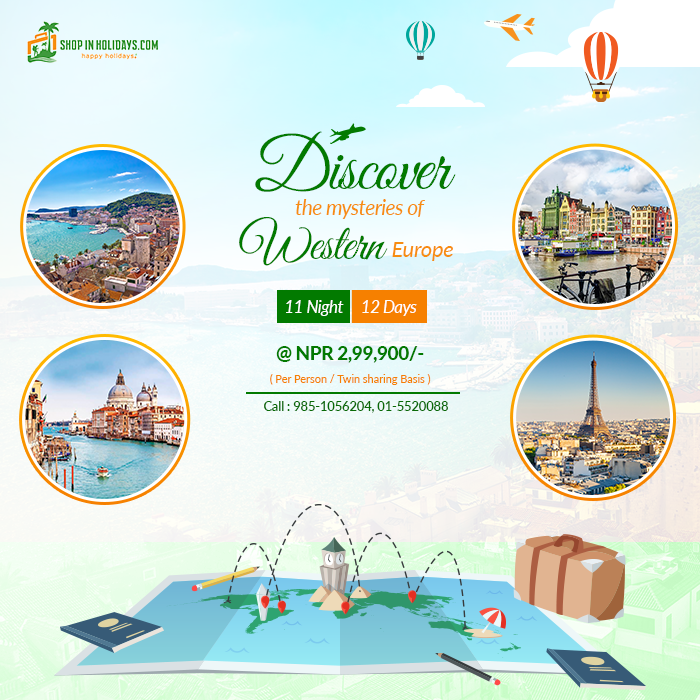 SHOP IN HOLIDAYS.COM
happy holidays!
Discover
the mysteries of
Western Europe
11 Night 12 Days
@ NPR 2,99,900/-
( Per Person / Twin sharing Basis )
Call : 985-1056204, 01-5520088